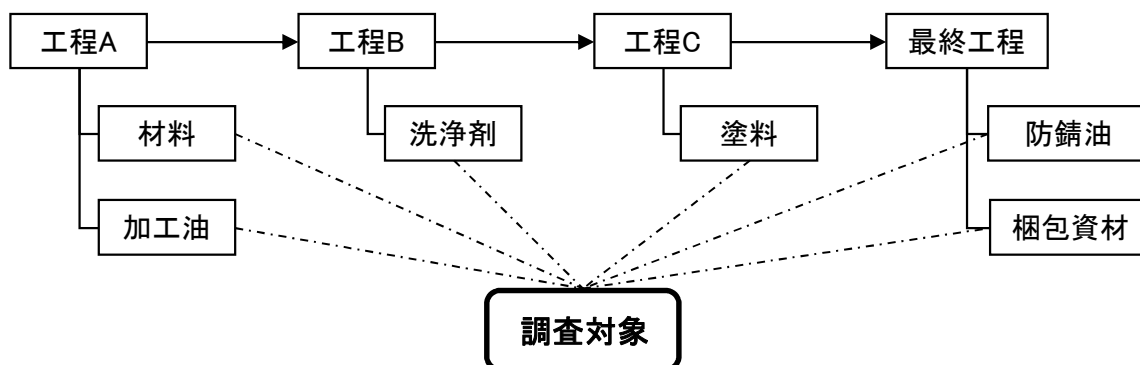 工程A
工程B
工程C
最終工程
材料
洗浄剤
塗料
防錆油
加工油
梱包資材
調査対象